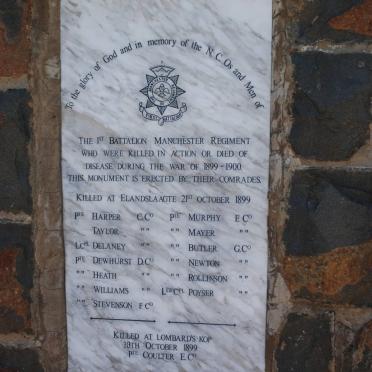 To the glory of God and in memory of the N.C.Os and Men of
THE 1ST BATTALION MANCHESTER REGIMENT
WHO WERE KILLED IN ACTION OR DIED OF
DISEASE DURING THE WAR OF 1899-1900
THIS MONUMENT IS ERECTED BY THEIR COMRADES.
KILLED AT ELANDSLAAGTE 21ST OCTOBER 1899
PTE HARPER C.CO PTE MURPHY E CO
TAYLOR " " " MAYER " "
LCPL DELANEY " " " BUTLER G.CO
PTE DEWHURST D.CO " NEWTON " "
" HEATH " " " ROLLINSON " "
" WILLIAMS " " LCE CPL POYSER " "
" STEVENSON F CO
KILLED AT LOMBARD'S KOP
OCTOBER 1899
PTE COULTER E.CO